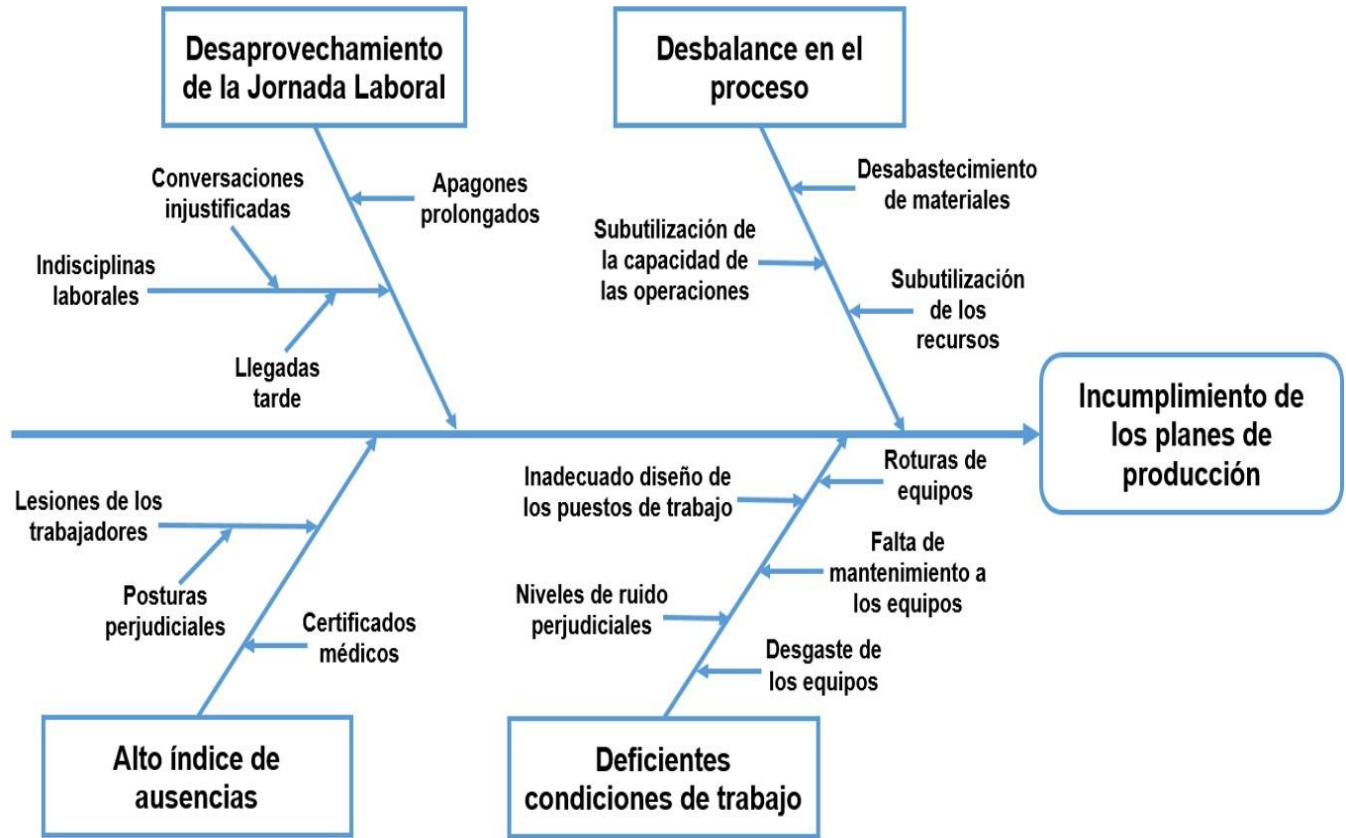 Desaprovechamiento
de la Jornada Laboral
Desbalance en el
proceso
Conversaciones
injustificadas
Apagones
prolongados
Indisciplinas
laborales
Llegadas
tarde
Desabastecimiento
de materiales
Subutilización de
la capacidad de
las operaciones
Subutilización
de los
recursos
Incumplimiento de
los planes de
producción
Lesiones de los
trabajadores
Posturas
perjudiciales
Certificados
médicos
Inadecuado diseño de
los puestos de trabajo
Roturas de
equipos
Falta de
mantenimiento a
los equipos
Niveles de ruido
perjudiciales
Desgaste de
los equipos
Alto índice de
ausencias
Deficientes
condiciones de trabajo